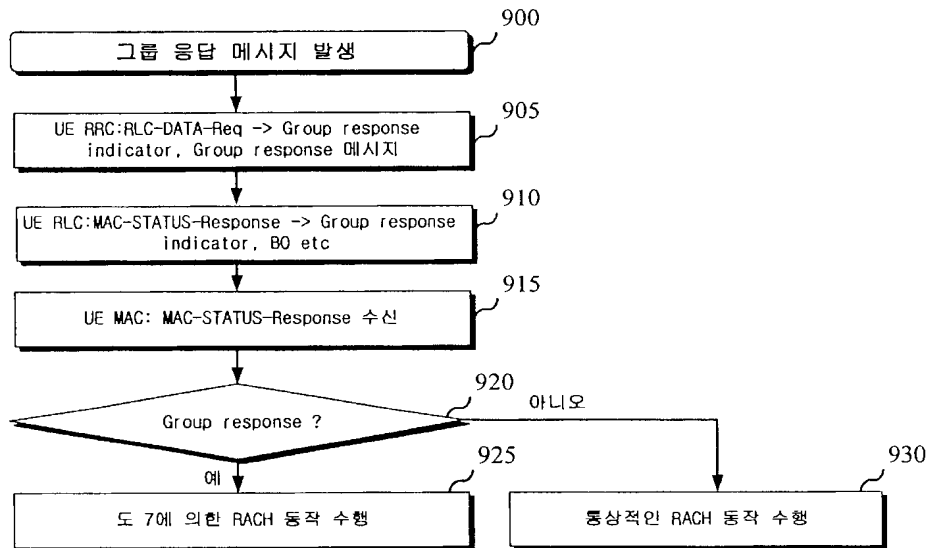 900
그룹 응답 메시지 발생
905
UE RRC:RLC-DATA-Req -> Group response
indicator, Group response 메시지
910
UE RLC:MAC-STATUS-Response -> Group response
indicator, BO etc
915
UE MAC: MAC-STATUS-Response 수신
920
Group response ?
아니오
예
925
도 7에 의한 RACH 동작 수행
930
통상적인 RACH 동작 수행